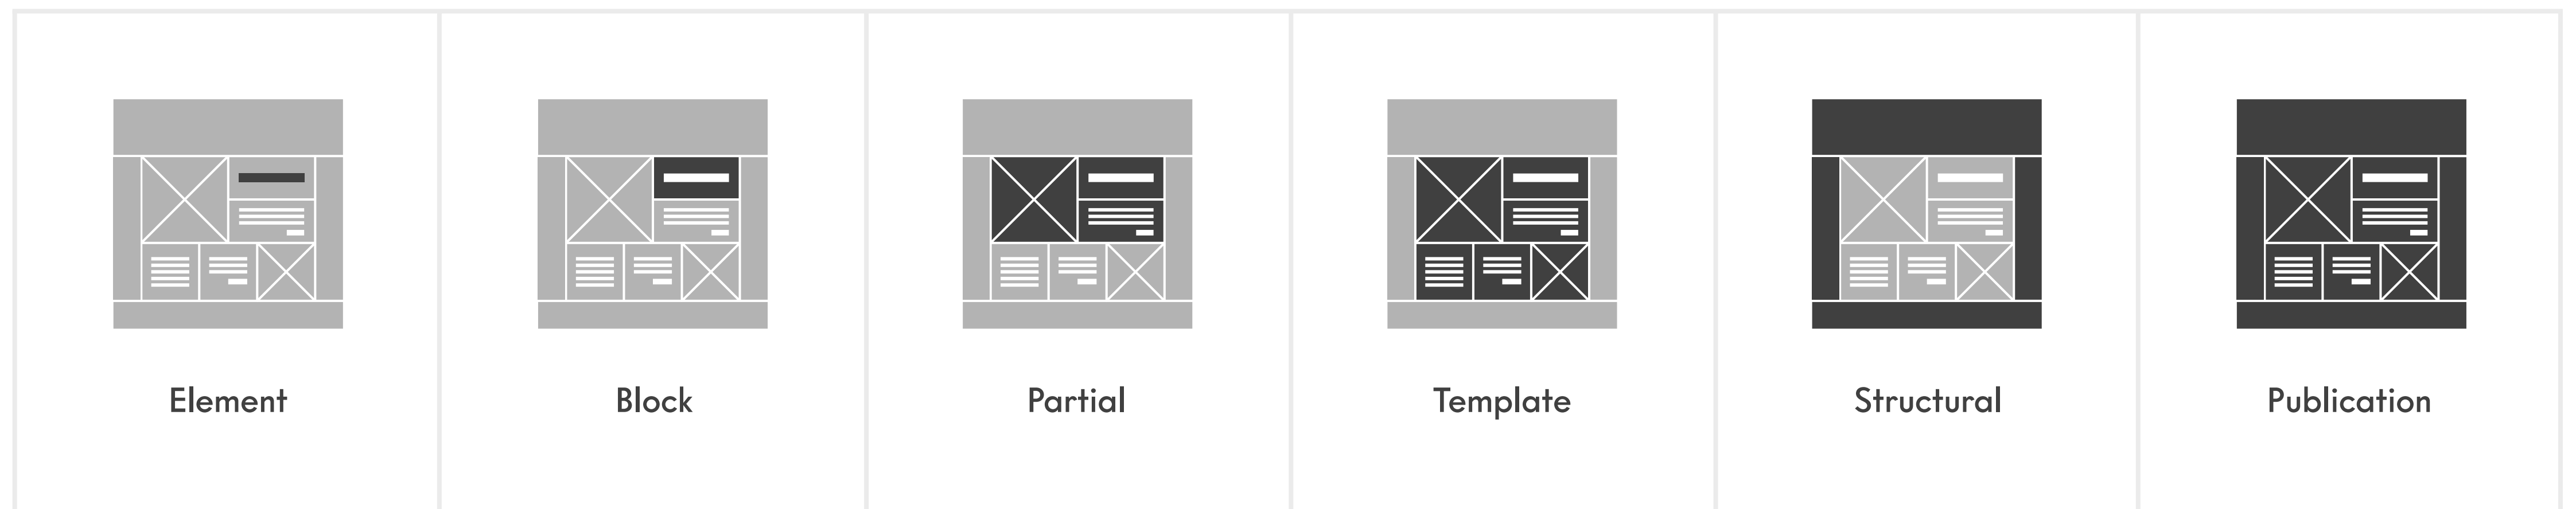 Element
Block
Partial
Template
Structural
Publication